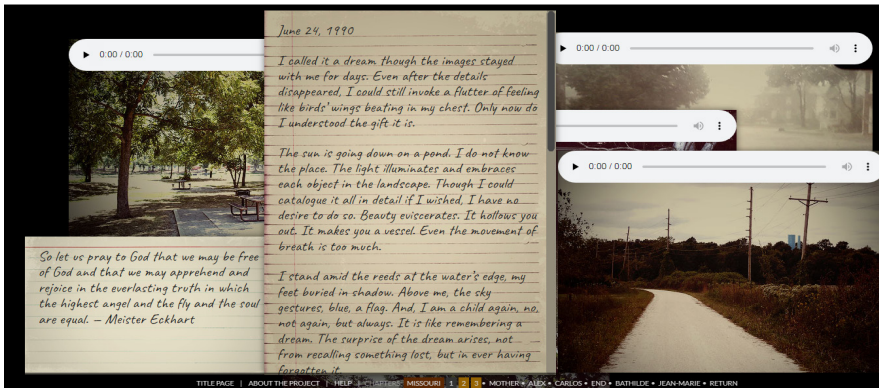 0:00 / 0:00
June 24, 1990
I called it a dream though the images stayed
with me for days. Even after the details
disappeared, I could still invoke a flutter of feeling
like birds' wings beating in my chest. Only now do
I understood the gift it is.
The sun is going down on a pond. I do not know
the place. The light illuminates and embraces
each object in the landscape. Though I could
catalogue it all in detail if I wished, I have no
desire to do so. Beauty eviscerates. It hollows you
out. It makes you a vessel. Even the movement of
breath is too much.
I stand amid the reeds at the water's edge, my
feet buried in shadow. Above me, the sky
gestures, blue, a flag. And, I am a child again, no,
not again, but always. It is like remembering a
dream. The surprise of the dream arises, not
from recalling something lost, but in ever having
forgotten it.
0:00 / 0:00
0:00 / 0:00
So let us pray to God that we may be free
of God and that we may apprehend and
rejoice in the everlasting truth in which
the highest angel and the fly and the soul
are equal. – Meister Eckhart
TITLE PAGE | ABOUT THE PROJECT | HELP | CHAPTERS: MISSOURI 1 2 3 • MOTHER • ALEX • CARLOS • END • BATHILDE • JEAN-MARIE • RETURN